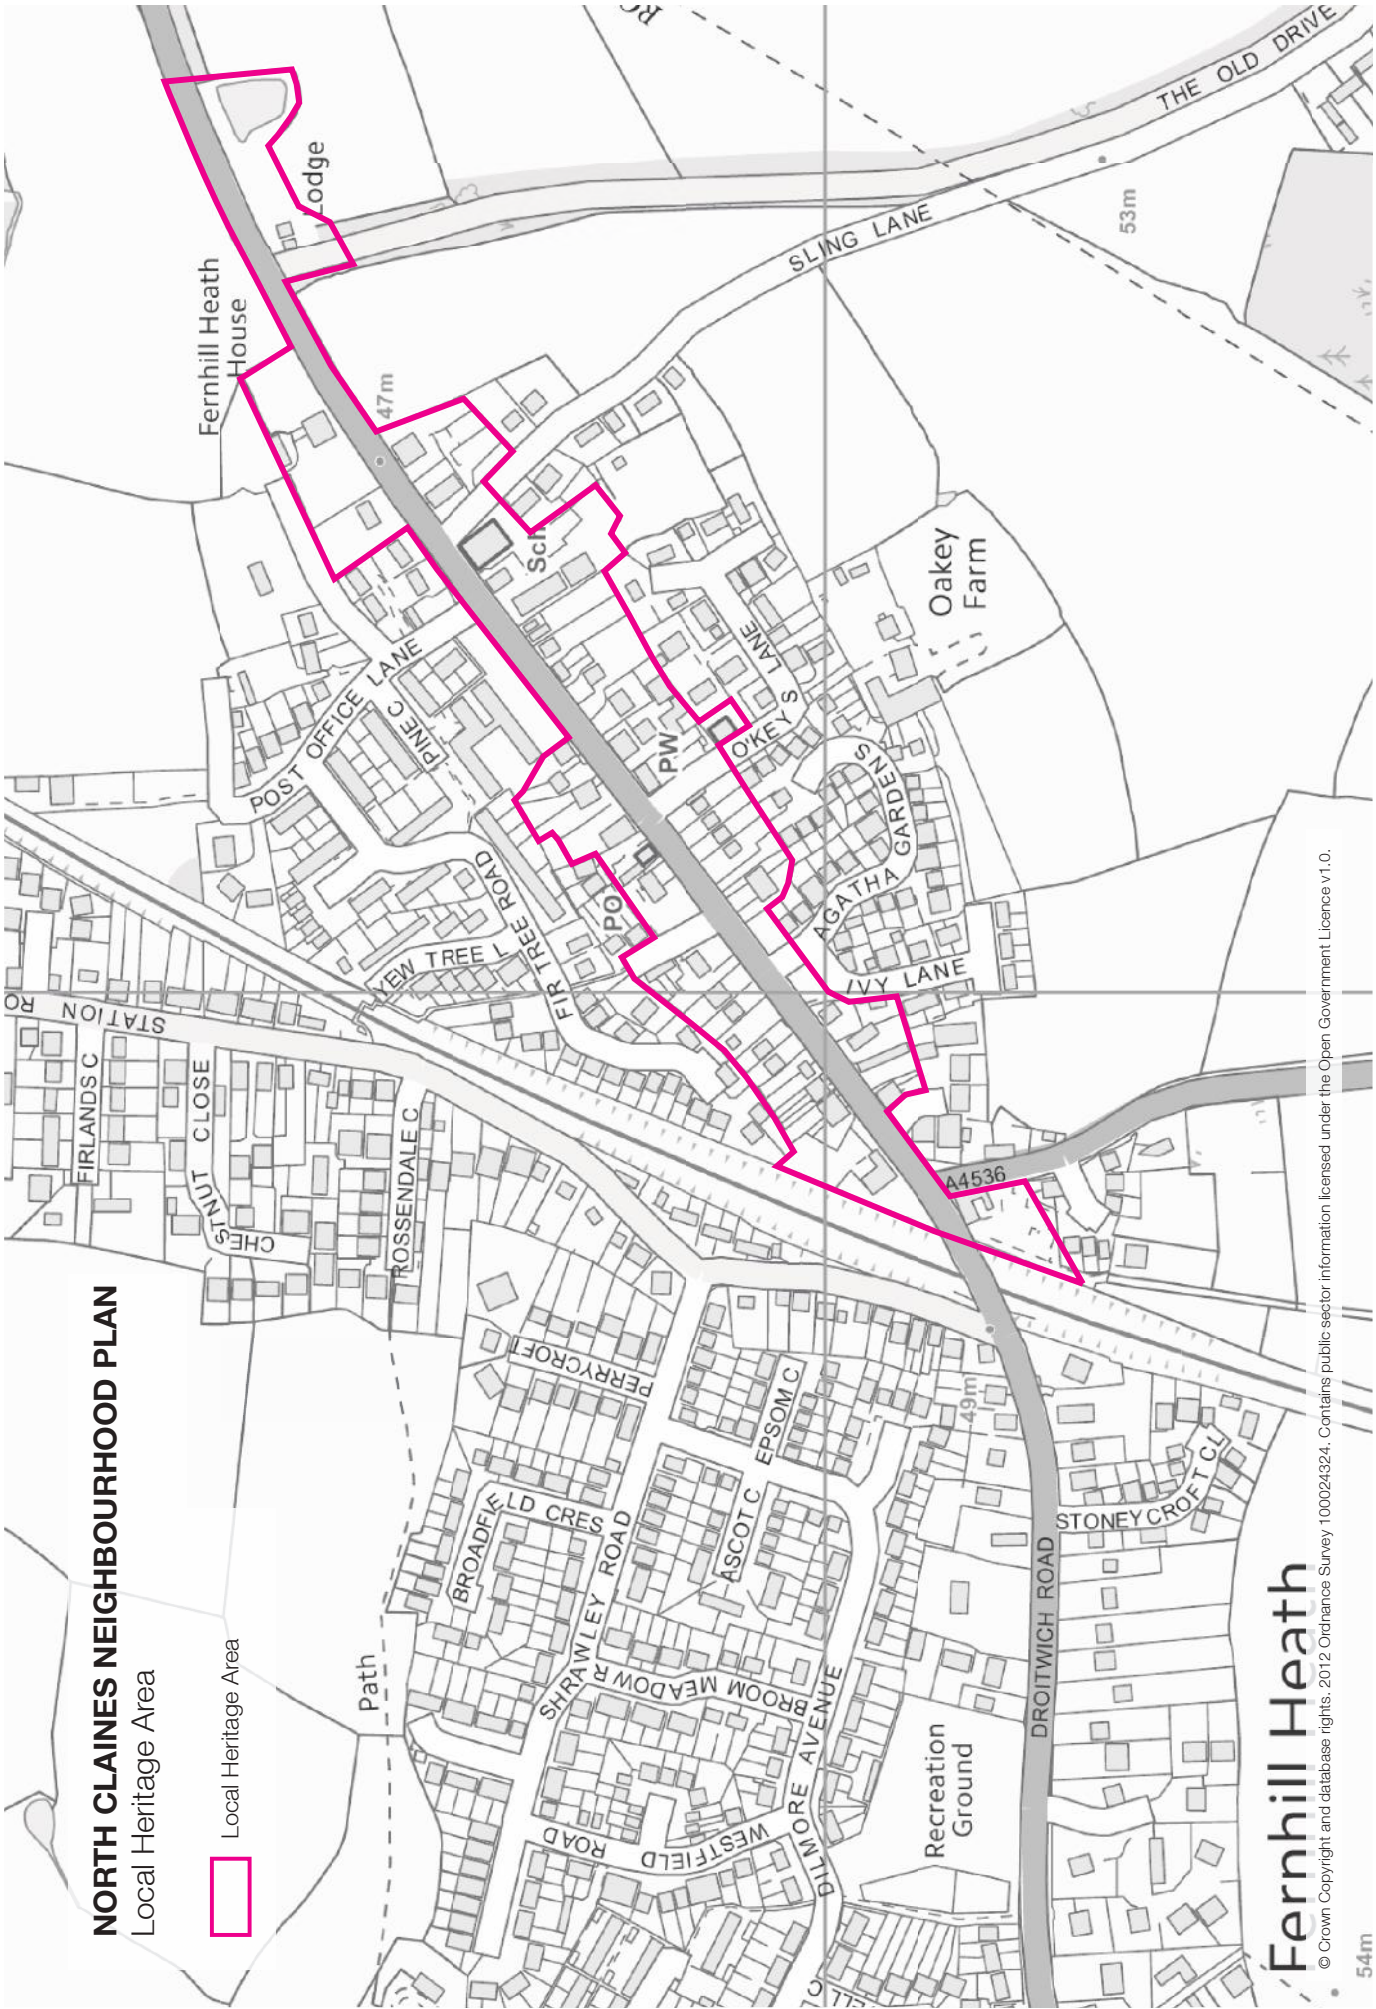 NORTH CLAINES NEIGHBOURHOOD PLAN
Local Heritage Area
Local Heritage Area
Path
FIRLANDS C
STATION RO
CHESTNUT CLOSE
ROSSENDALE C
PERRYCROFT
BROADFIELD CRES
SHRAWLEY ROAD
BROOM MEADOW R
WESTFIELD ROAD
DILMORE AVENUE
ASCOT C
EPSOM C
Recreation
Ground
DROITWICH ROAD
STONEYCROFT CL
49m
54m
Fernhill Heath
A4536
IVY LANE
AGATHA GARDENS
O'KEYS LANE
YEW TREE L
FIR TREE ROAD
POST OFFICE LANE
PINE C
PO
PW
Sch
47m
Fernhill Heath
House
Lodge
SLING LANE
THE OLD DRIVE
53m
Oakey
Farm
© Crown Copyright and database rights. 2012 Ordnance Survey 100024324. Contains public sector information licensed under the Open Government Licence v1.0.